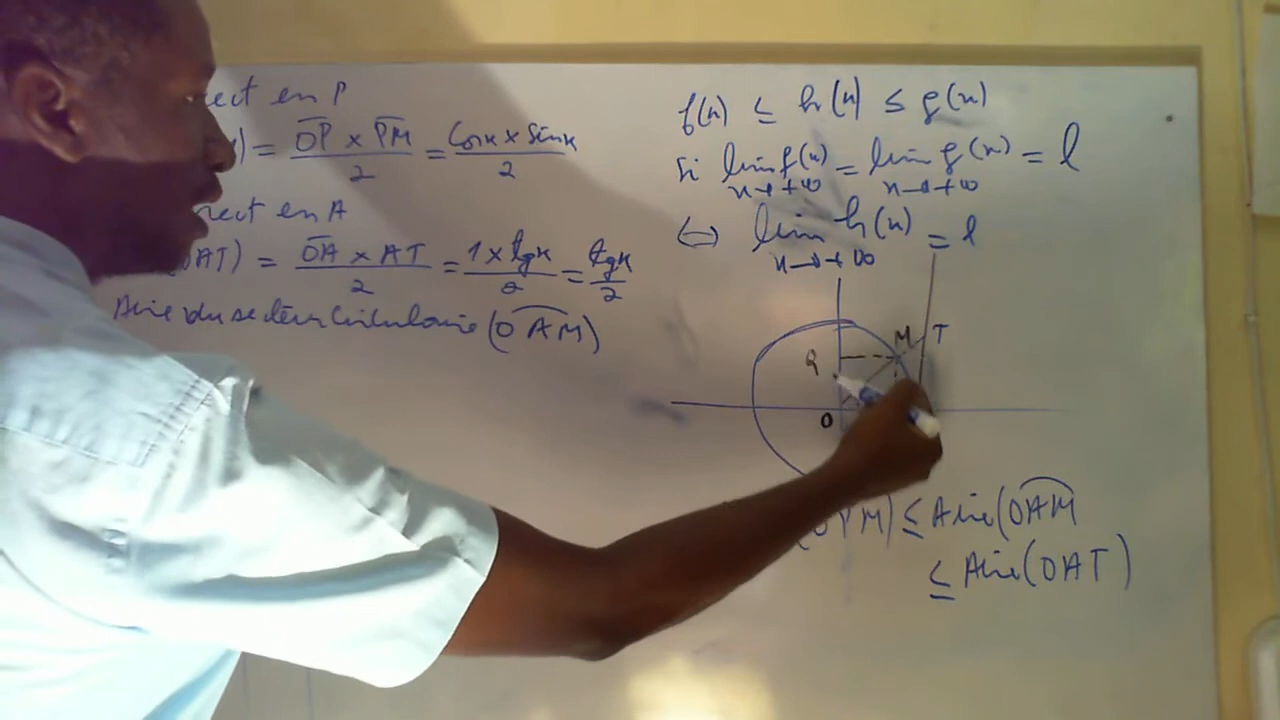 ect en P
) = OP × PM / 2 = Cosx × Sinx / 2
rect en A
OAT) = OA × AT / 2 = 1 × tgx / 2 = tgx / 2
Aire du secteur Circulaire (OAM)
f(x) ≤ h(x) ≤ g(x)
Si lim f(x) = lim g(x) = l
x→+∞ x→+∞
⇔ lim h(x) = l
x→+∞
M T
Q
O
(OPM) ≤ Aire(OAM
≤ Aire(OAT)